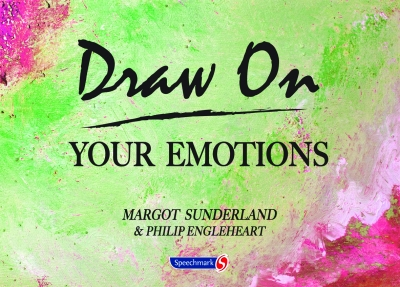 Draw On
YOUR EMOTIONS
MARGOT SUNDERLAND
& PHILIP ENGLEHEART
Speechmark S